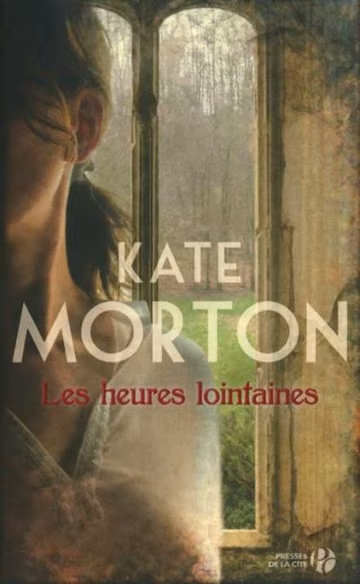 KATE
MORTON
Les heures lointaines
PRESSES
DE LA CITÉ